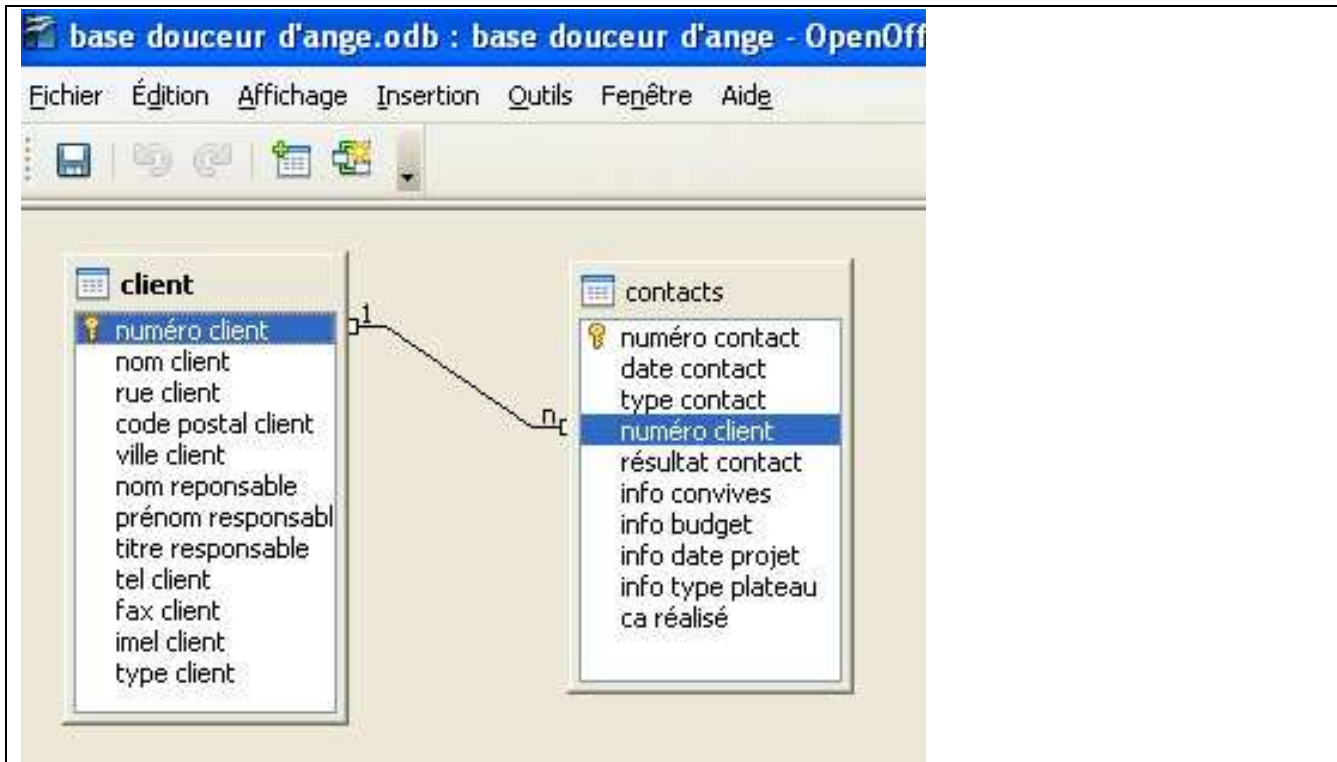 base douceur d'ange.odb : base douceur d'ange - OpenOff
Fichier Édition Affichage Insertion Outils Fenêtre Aide
client
numéro client
nom client
rue client
code postal client
ville client
nom reponsable
prénom responsabl
titre responsable
tel client
fax client
imel client
type client
1
n
contacts
numéro contact
date contact
type contact
numéro client
résultat contact
info convives
info budget
info date projet
info type plateau
ca réalisé